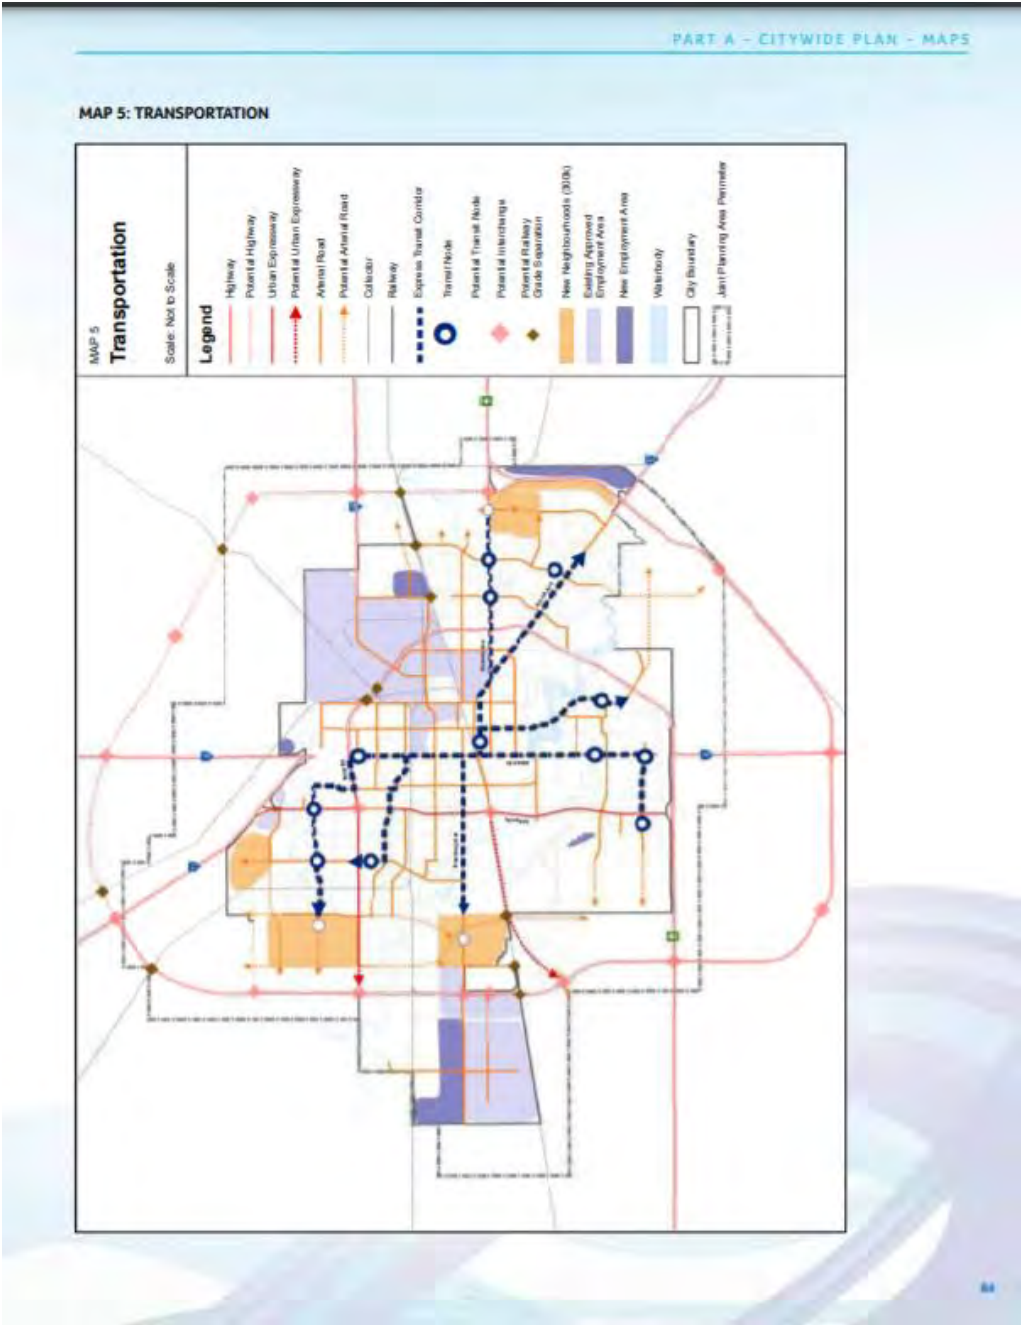 PART A - CITYWIDE PLAN - MAPS
MAP 5: TRANSPORTATION
MAP 5
Transportation
Scale: Not to Scale
Legend
Highway
Potential Highway
Urban Expressway
Potential Urban Expressway
Arterial Road
Potential Arterial Road
Collector
Railway
Express Transit Corridor
Transit Node
Potential Transit Node
Potential Interchange
Potential Railway
Grade Separation
New Neighbourhoods (300k)
Existing Approved
Employment Area
New Employment Area
Waterbody
City Boundary
Joint Planning Area Perimeter
84